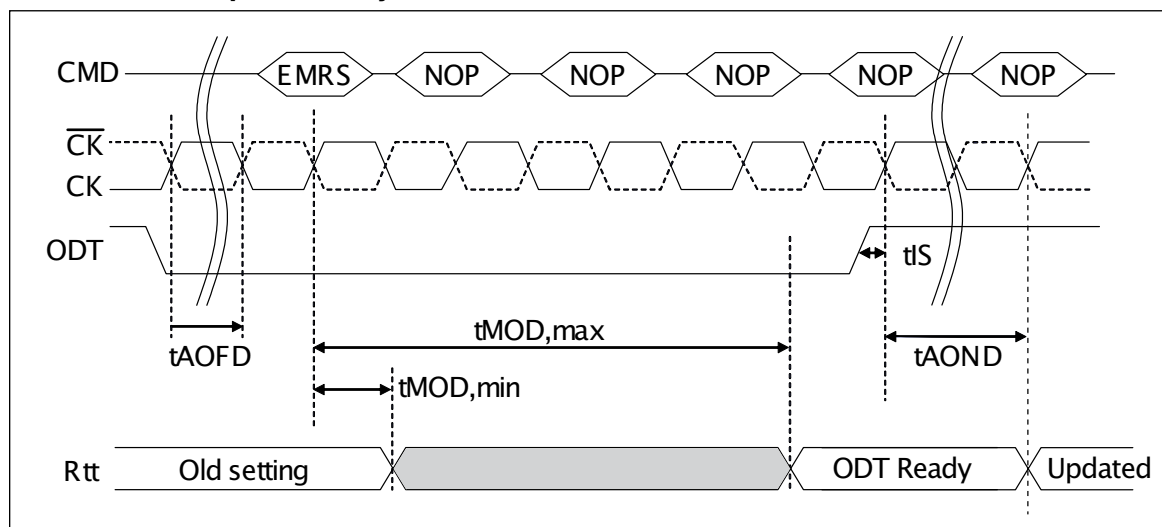 CMD EMRS NOP NOP NOP NOP NOP
CK
CK
ODT
tIS
tAOFD
tMOD,max
tAOND
tMOD,min
Rtt Old setting ODT Ready Updated